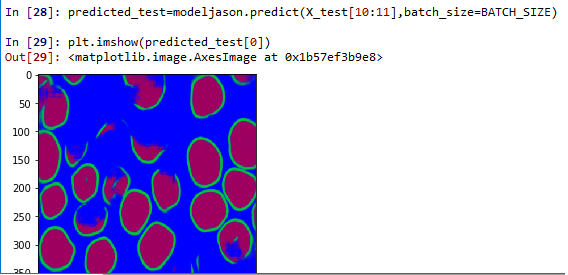 In [28]: predicted_test=modeljason.predict(X_test[10:11],batch_size=BATCH_SIZE)
In [29]: plt.imshow(predicted_test[0])
Out[29]: <matplotlib.image.AxesImage at 0x1b57ef3b9e8>
0
50
100
150
200
250
300
350